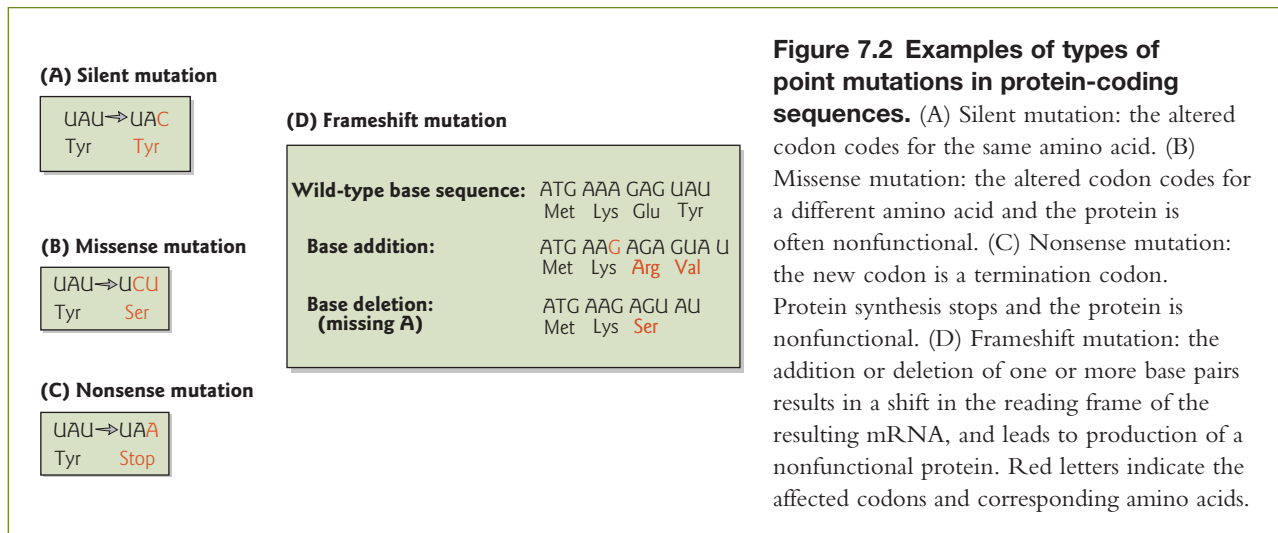 (A) Silent mutation
UAU⇒UAC
Tyr Tyr
(B) Missense mutation
UAU⇒UCU
Tyr Ser
(C) Nonsense mutation
UAU⇒UAA
Tyr Stop
(D) Frameshift mutation
Wild-type base sequence: ATG AAA GAG UAU
Met Lys Glu Tyr
Base addition: ATG AAG AGA GUA U
Met Lys Arg Val
Base deletion: ATG AAG AGU AU
(missing A) Met Lys Ser
Figure 7.2 Examples of types of
point mutations in protein-coding
sequences. (A) Silent mutation: the altered
codon codes for the same amino acid. (B)
Missense mutation: the altered codon codes for
a different amino acid and the protein is
often nonfunctional. (C) Nonsense mutation:
the new codon is a termination codon.
Protein synthesis stops and the protein is
nonfunctional. (D) Frameshift mutation: the
addition or deletion of one or more base pairs
results in a shift in the reading frame of the
resulting mRNA, and leads to production of a
nonfunctional protein. Red letters indicate the
affected codons and corresponding amino acids.